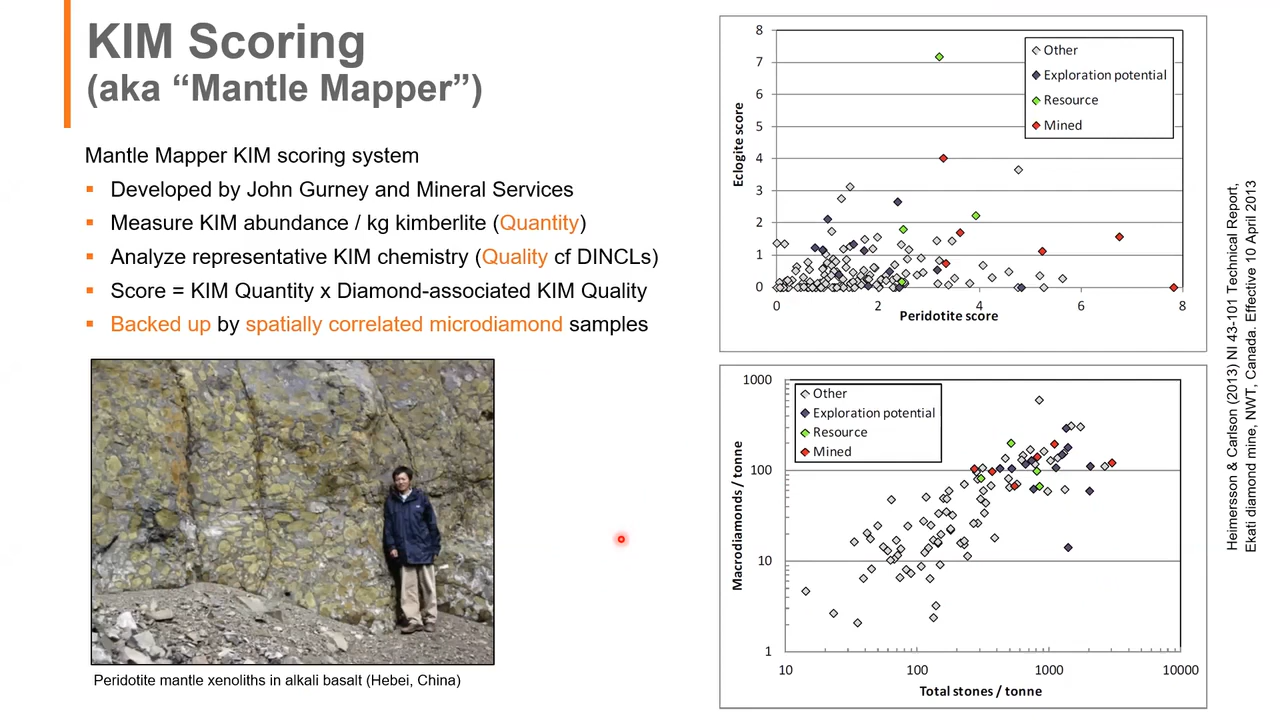 KIM Scoring
(aka “Mantle Mapper”)
Mantle Mapper KIM scoring system
▪ Developed by John Gurney and Mineral Services
▪ Measure KIM abundance / kg kimberlite (Quantity)
▪ Analyze representative KIM chemistry (Quality cf DINCLs)
▪ Score = KIM Quantity x Diamond-associated KIM Quality
▪ Backed up by spatially correlated microdiamond samples
Peridotite mantle xenoliths in alkali basalt (Hebei, China)
Eclogite score
8
7
6
5
4
3
2
1
0
0 2 4 6 8
Peridotite score
Other
Exploration potential
Resource
Mined
Macrodiamonds / tonne
1000
100
10
1
10 100 1000 10000
Total stones / tonne
Other
Exploration potential
Resource
Mined
Heimersson & Carlson (2013) NI 43-101 Technical Report,
Ekati diamond mine, NWT, Canada. Effective 10 April 2013